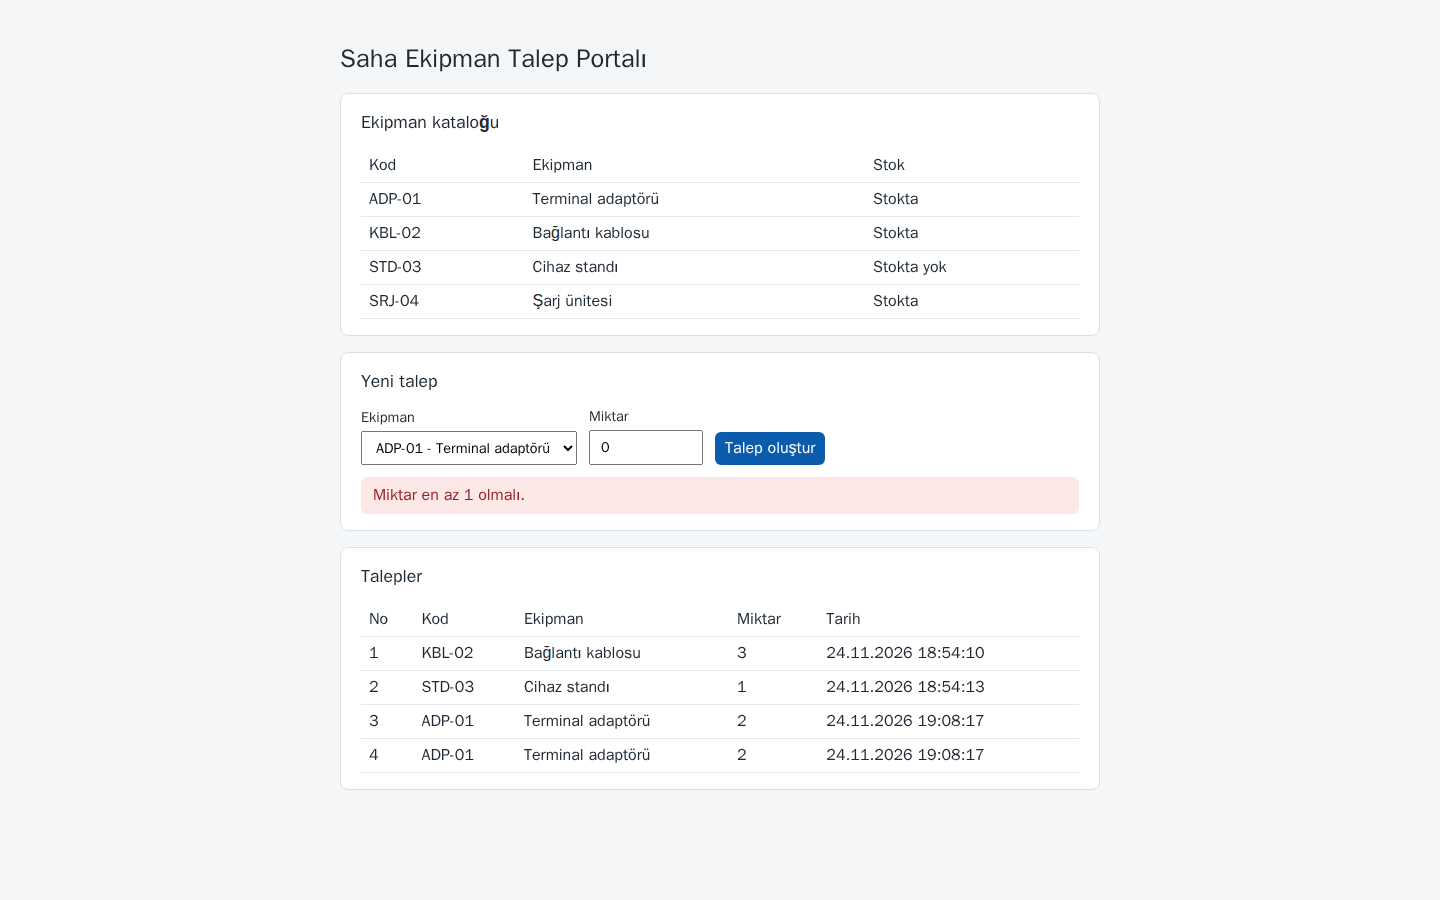 Saha Ekipman Talep Portalı
Ekipman kataloğu
Kod Ekipman Stok
ADP-01 Terminal adaptörü Stokta
KBL-02 Bağlantı kablosu Stokta
STD-03 Cihaz standı Stokta yok
SRJ-04 Şarj ünitesi Stokta
Yeni talep
Ekipman Miktar
ADP-01 - Terminal adaptörü 0 Talep oluştur
Miktar en az 1 olmalı.
Talepler
No Kod Ekipman Miktar Tarih
1 KBL-02 Bağlantı kablosu 3 24.11.2026 18:54:10
2 STD-03 Cihaz standı 1 24.11.2026 18:54:13
3 ADP-01 Terminal adaptörü 2 24.11.2026 19:08:17
4 ADP-01 Terminal adaptörü 2 24.11.2026 19:08:17